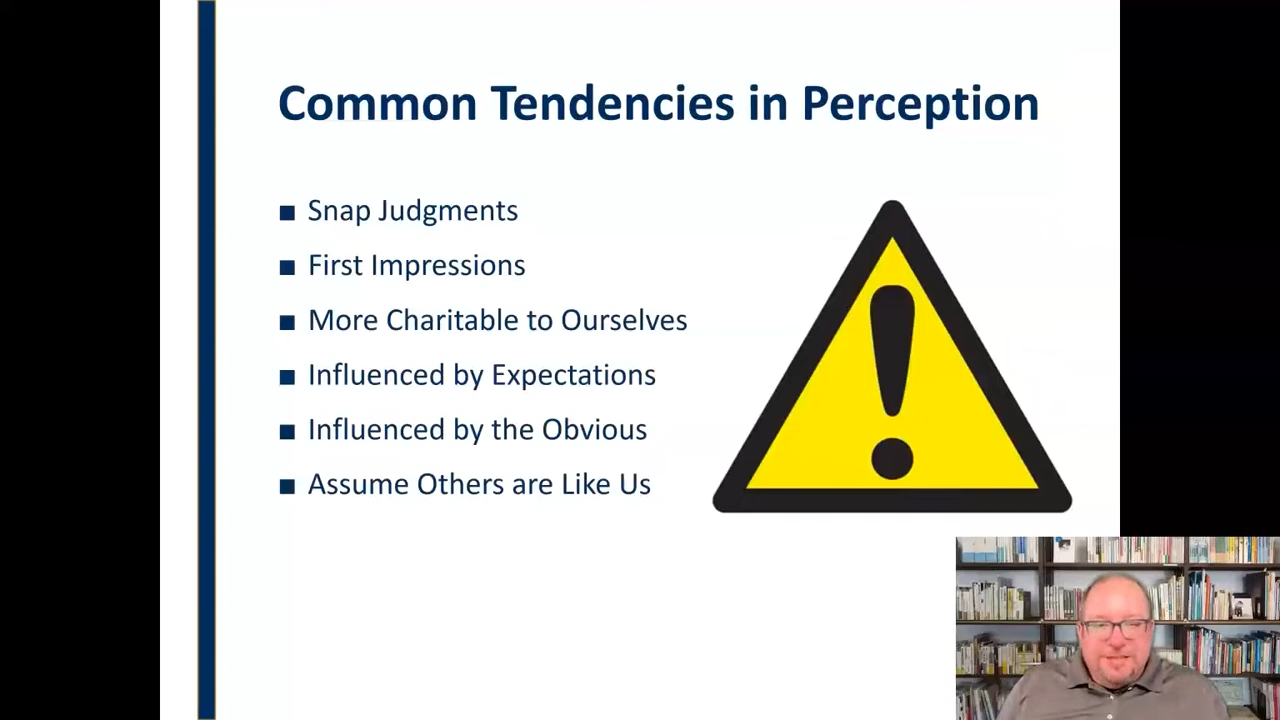 Common Tendencies in Perception
■ Snap Judgments
■ First Impressions
■ More Charitable to Ourselves
■ Influenced by Expectations
■ Influenced by the Obvious
■ Assume Others are Like Us